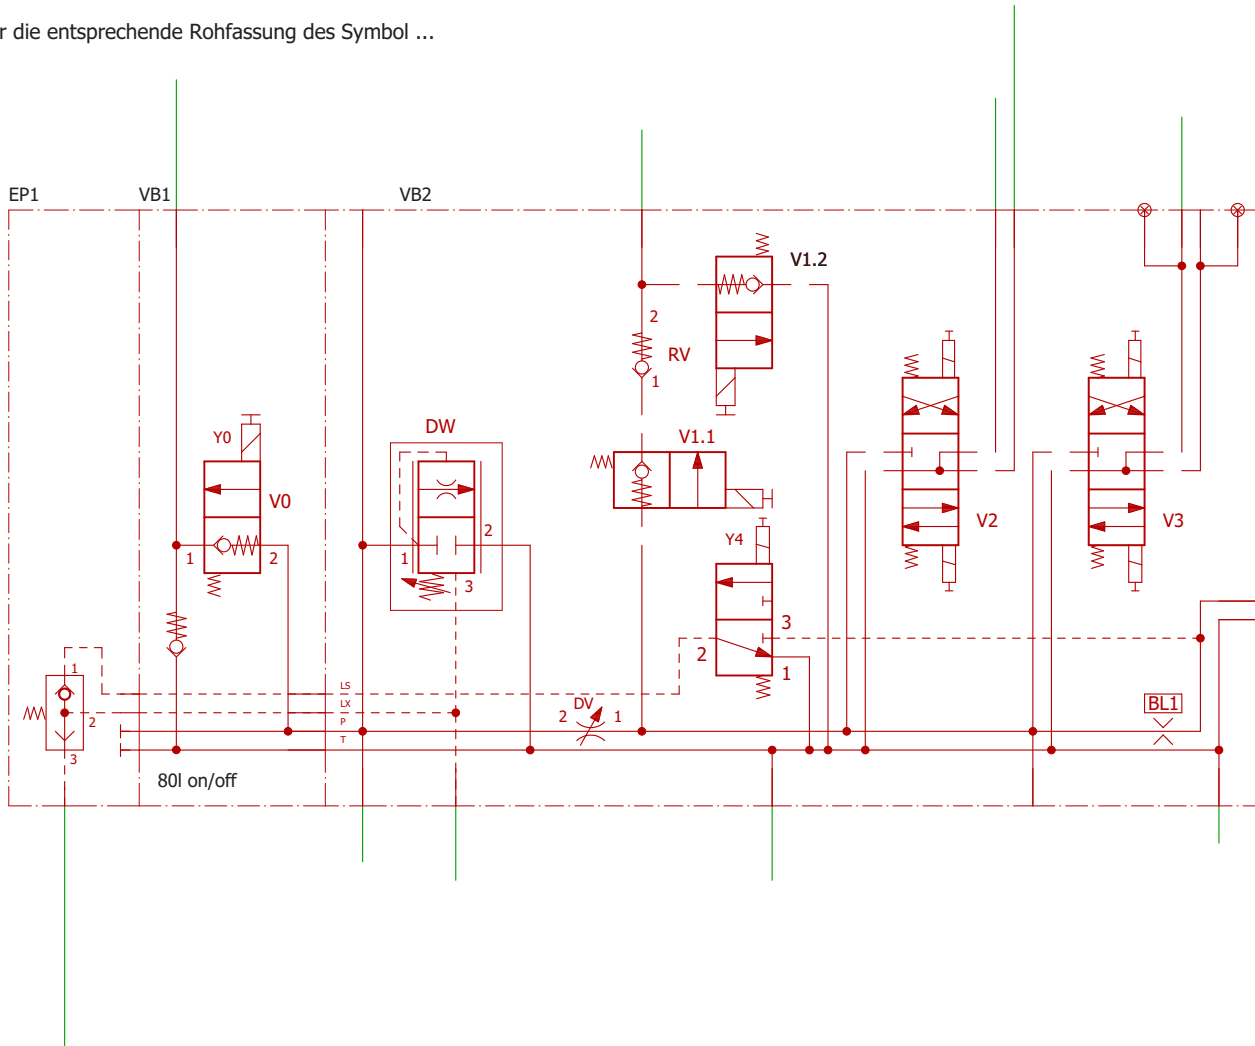 r die entsprechende Rohfassung des Symbol ...
EP1
VB1
VB2
V1.2
2
RV
1
DW
Y0
V1.1
V0
2
V2
V3
Y4
1
2
1
3
3
2
1
1
LS
LX
DV
BL1
2
P
2
1
T
3
80l on/off